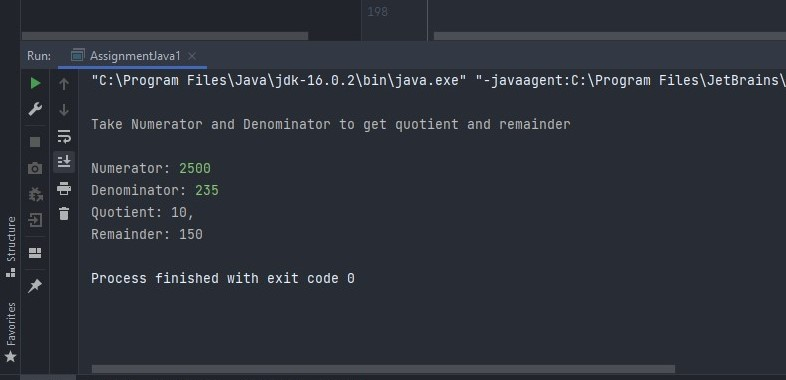 198
Run: AssignmentJava1
"C:\Program Files\Java\jdk-16.0.2\bin\java.exe" "-javaagent:C:\Program Files\JetBrains\
Take Numerator and Denominator to get quotient and remainder
Numerator: 2500
Denominator: 235
Quotient: 10,
Remainder: 150
Process finished with exit code 0
Structure
Favorites